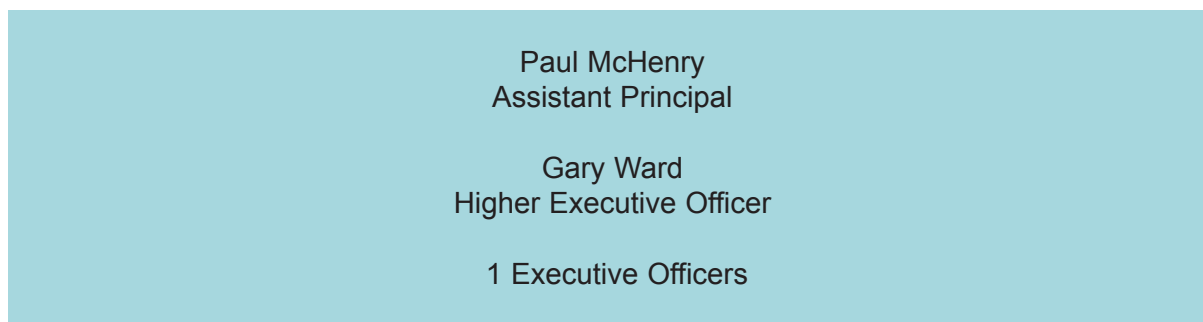 Paul McHenry
Assistant Principal
Gary Ward
Higher Executive Officer
1 Executive Officers